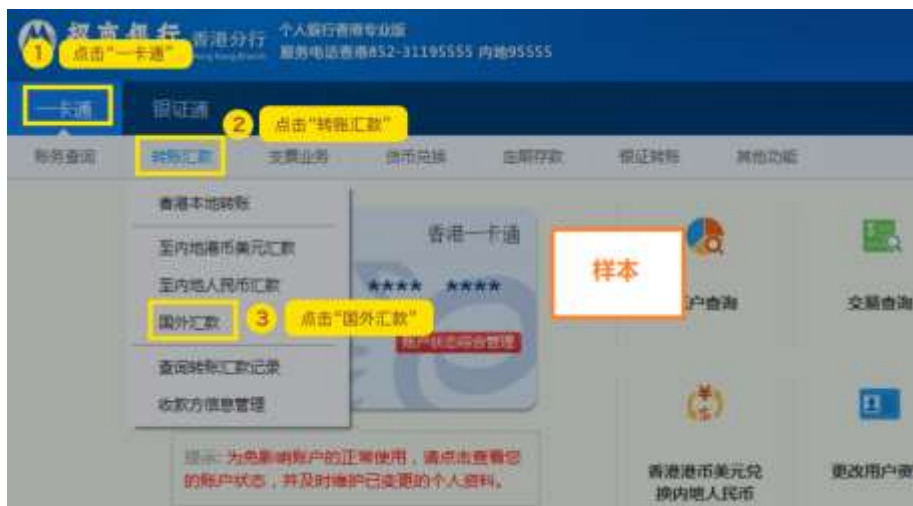 招商银行 香港分行 个人银行香港专业版
服务电话香港852-31195555 内地95555
1 点击“一卡通”
一卡通 银证通
2 点击“转账汇款”
账务查询 转账汇款 支票业务 货币兑换 定期存款 银证转账 其他功能
香港本地转账
至内地港币美元汇款
至内地人民币汇款
国外汇款
3 点击“国外汇款”
查询转账汇款记录
收款方信息管理
香港一卡通
**** ****
账户状态综合管理
样本
户查询
交易查询
提示: 为免影响账户的正常使用，请点击查看您
的账户状态，并及时维护已变更的个人资料。
香港港币美元兑
换内地人民币
更改用户资